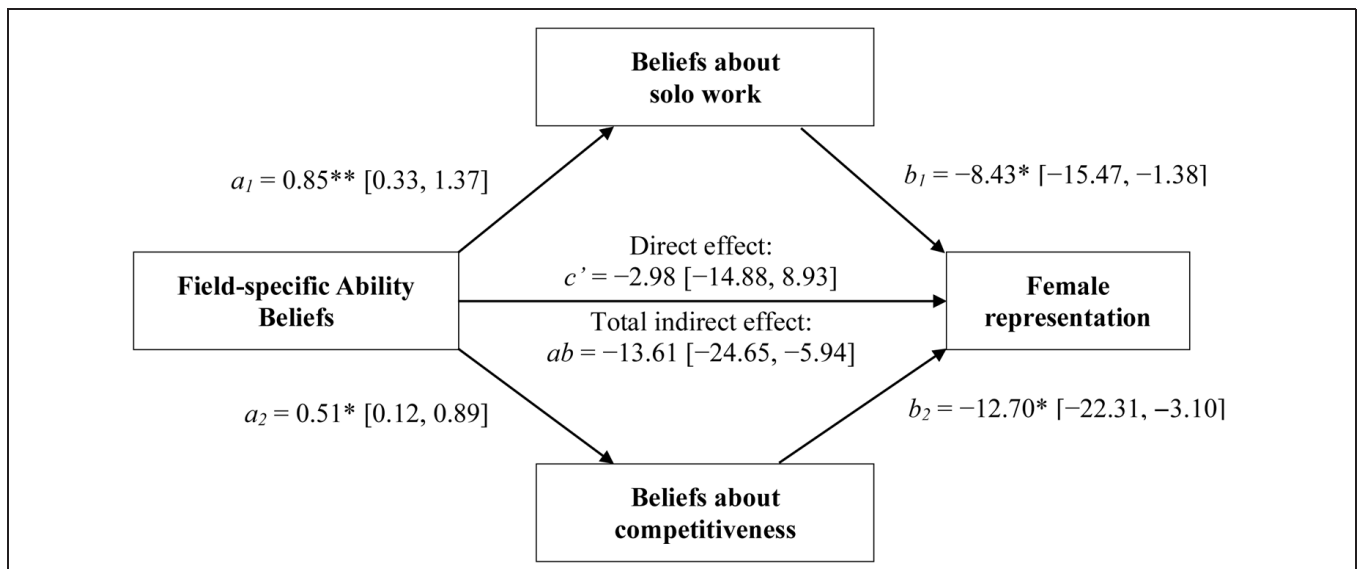 Beliefs about
solo work
a1 = 0.85** [0.33, 1.37]
b1 = −8.43* [−15.47, −1.38]
Direct effect:
c’ = −2.98 [−14.88, 8.93]
Field-specific Ability
Beliefs
Female
representation
Total indirect effect:
ab = −13.61 [−24.65, −5.94]
a2 = 0.51* [0.12, 0.89]
b2 = −12.70* [−22.31, −3.10]
Beliefs about
competitiveness